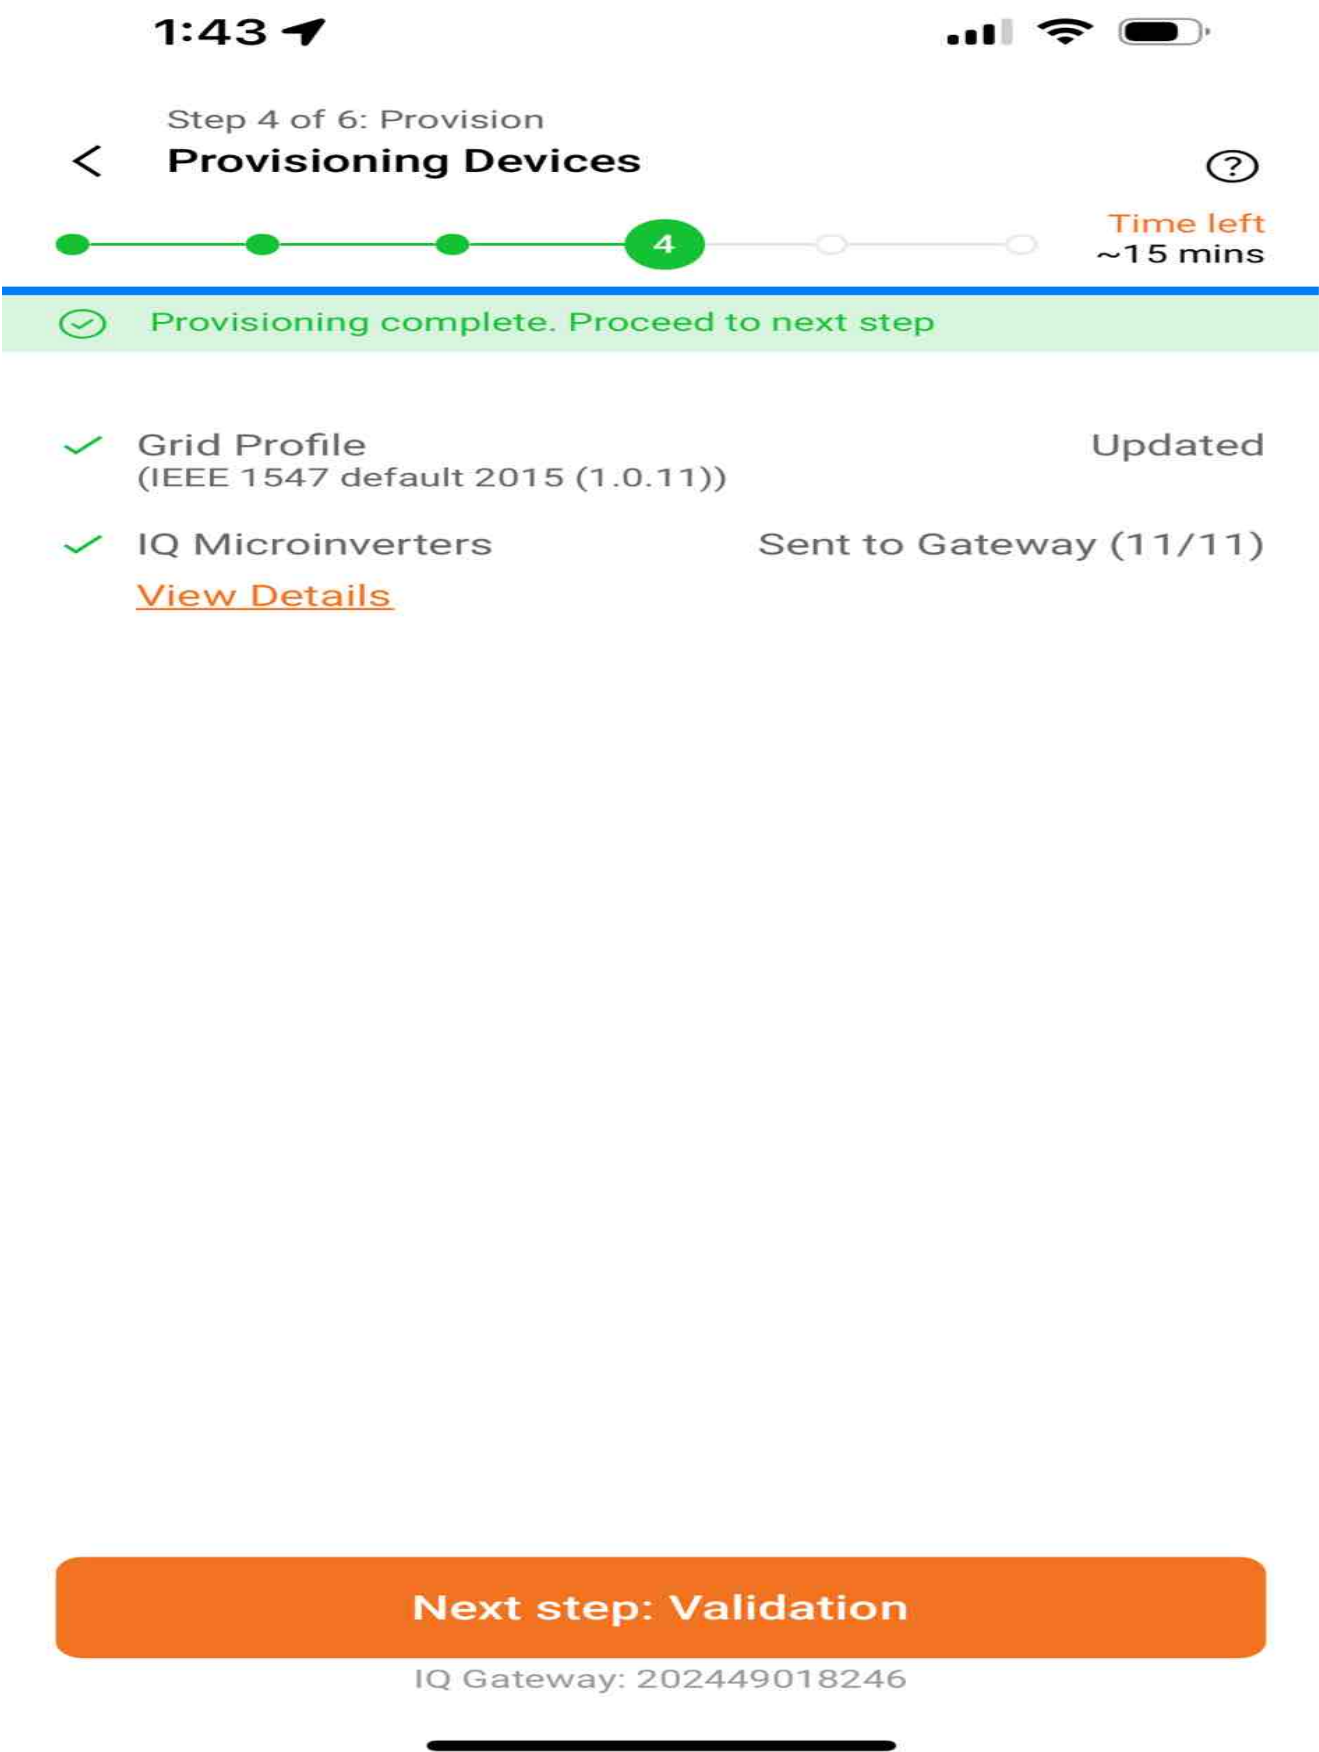 1:43
Step 4 of 6: Provision
Provisioning Devices
?
4
Time left
~15 mins
Provisioning complete. Proceed to next step
Grid Profile
Updated
(IEEE 1547 default 2015 (1.0.11))
IQ Microinverters
Sent to Gateway (11/11)
View Details
Next step: Validation
IQ Gateway: 202449018246